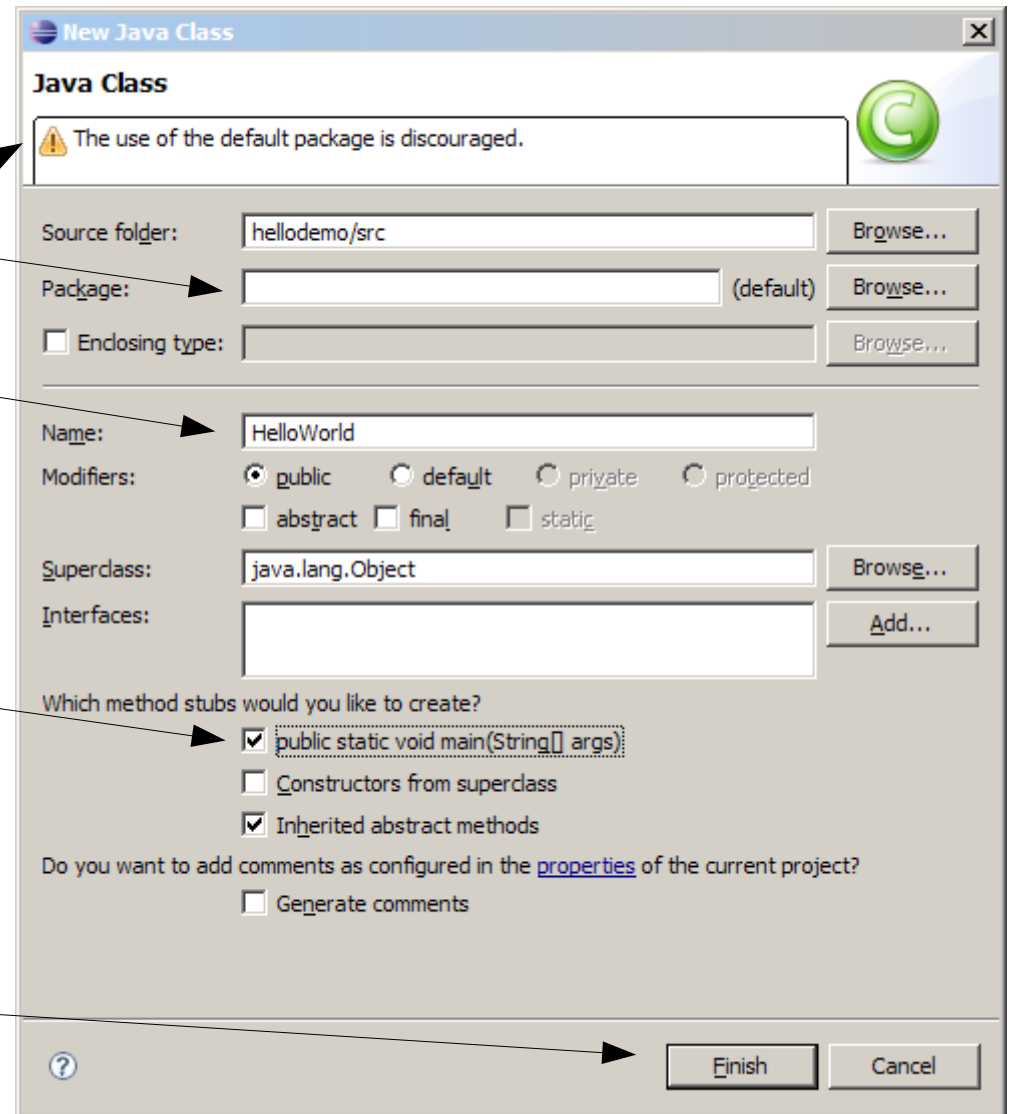 New Java Class
Java Class
The use of the default package is discouraged.
Source folder: hellodemo/src Browse...
Package: (default) Browse...
Enclosing type: Browse...
Name: HelloWorld
Modifiers: public default private protected
abstract final static
Superclass: java.lang.Object Browse...
Interfaces: Add...
Which method stubs would you like to create?
public static void main(String[] args)
Constructors from superclass
Inherited abstract methods
Do you want to add comments as configured in the properties of the current project?
Generate comments
? Finish Cancel